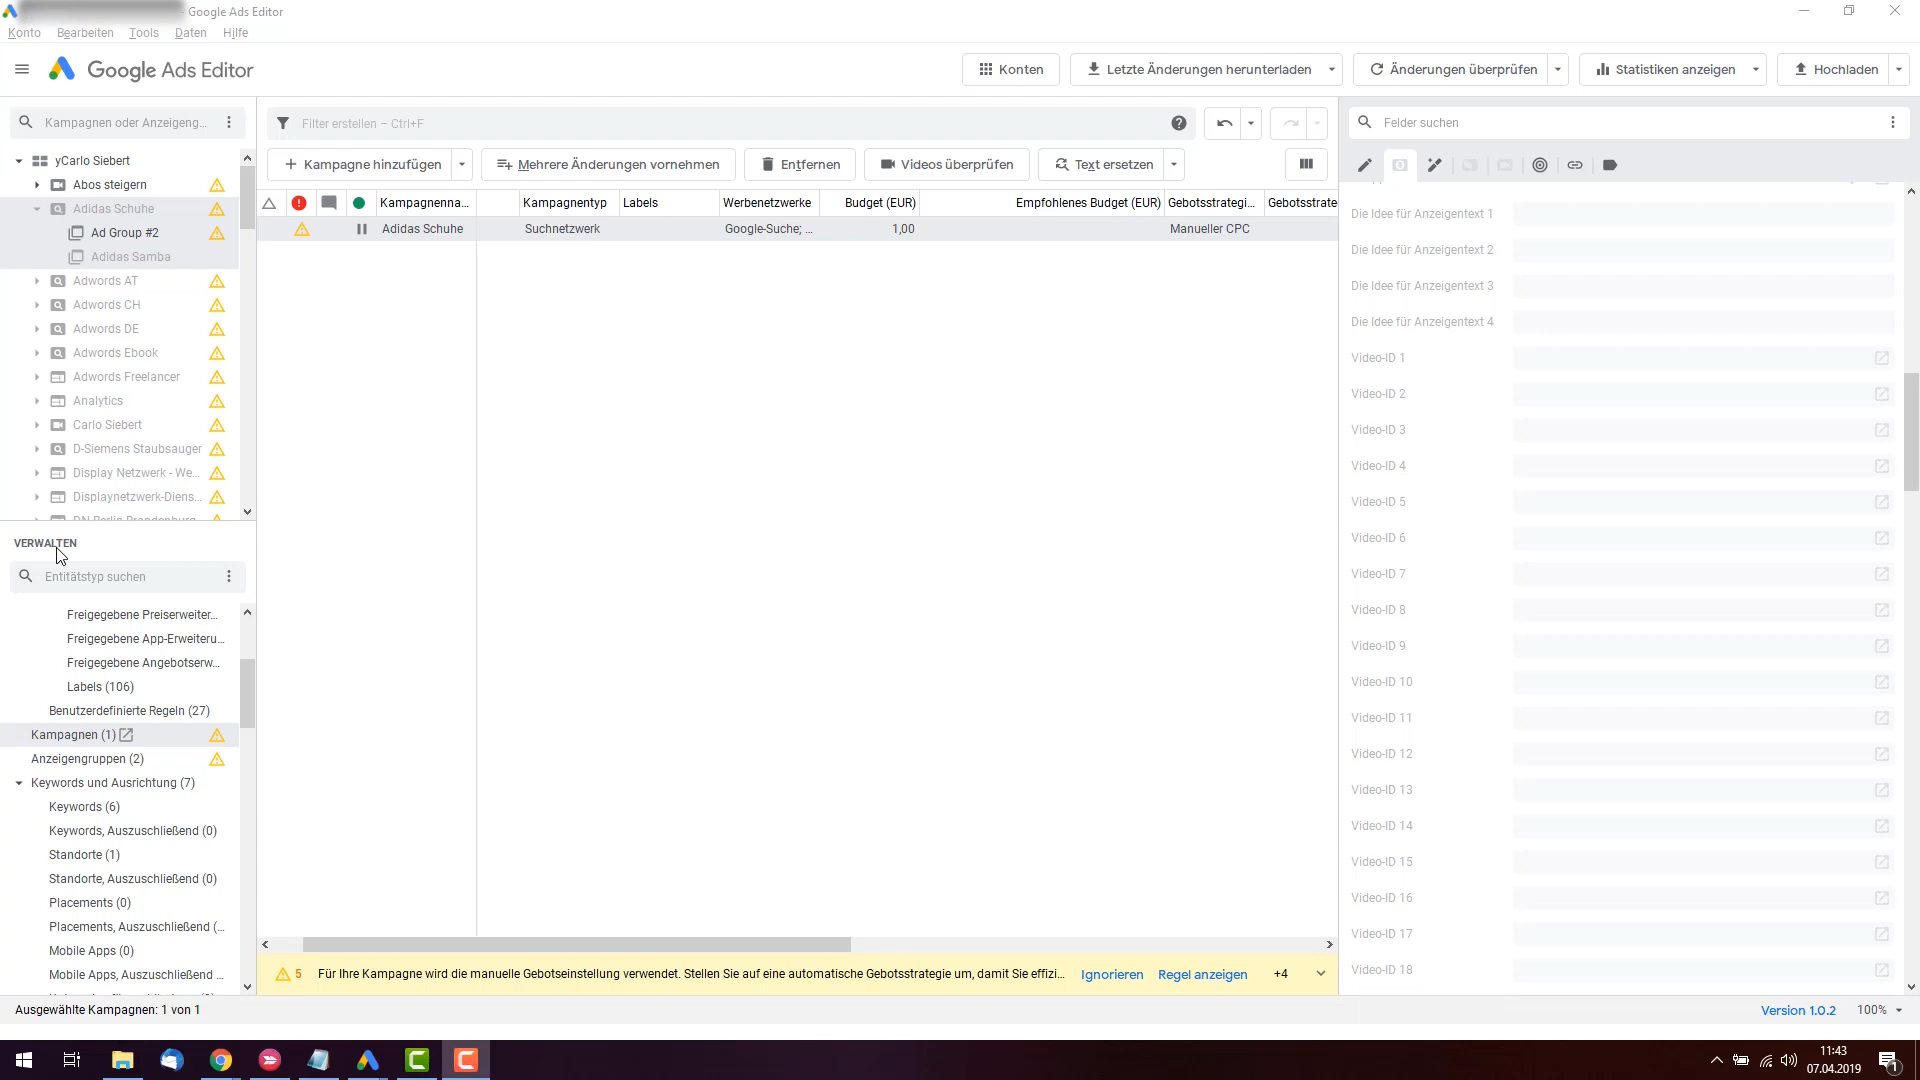 Google Ads Editor
Konto Bearbeiten Tools Daten Hilfe
Google Ads Editor
Konten
Letzte Änderungen herunterladen
Änderungen überprüfen
Statistiken anzeigen
Hochladen
Kampagnen oder Anzeigeng...
Filter erstellen – Ctrl+F
Felder suchen
yCarlo Siebert
Abos steigern
Adidas Schuhe
Ad Group #2
Adidas Samba
Adwords AT
Adwords CH
Adwords DE
Adwords Ebook
Adwords Freelancer
Analytics
Carlo Siebert
D-Siemens Staubsauger
Display Netzwerk - We...
Displaynetzwerk-Diens...
DN Berlin Brandenburg
Kampagne hinzufügen
Mehrere Änderungen vornehmen
Entfernen
Videos überprüfen
Text ersetzen
Kampagnenna... Kampagnentyp Labels Werbenetzwerke Budget (EUR) Empfohlenes Budget (EUR) Gebotsstrategi... Gebotsstrate
Adidas Schuhe Suchnetzwerk Google-Suche; ... 1,00 Manueller CPC
VERWALTEN
Entitätstyp suchen
Freigegebene Preiserweiter...
Freigegebene App-Erweiteru...
Freigegebene Angebotserw...
Labels (106)
Benutzerdefinierte Regeln (27)
Kampagnen (1)
Anzeigengruppen (2)
Keywords und Ausrichtung (7)
Keywords (6)
Keywords, Auszuschließend (0)
Standorte (1)
Standorte, Auszuschließend (0)
Placements (0)
Placements, Auszuschließend (...
Mobile Apps (0)
Mobile Apps, Auszuschließend ...
Die Idee für Anzeigentext 1
Die Idee für Anzeigentext 2
Die Idee für Anzeigentext 3
Die Idee für Anzeigentext 4
Video-ID 1
Video-ID 2
Video-ID 3
Video-ID 4
Video-ID 5
Video-ID 6
Video-ID 7
Video-ID 8
Video-ID 9
Video-ID 10
Video-ID 11
Video-ID 12
Video-ID 13
Video-ID 14
Video-ID 15
Video-ID 16
Video-ID 17
Video-ID 18
5 Für Ihre Kampagne wird die manuelle Gebotseinstellung verwendet. Stellen Sie auf eine automatische Gebotsstrategie um, damit Sie effizi... Ignorieren Regel anzeigen +4
Ausgewählte Kampagnen: 1 von 1
Version 1.0.2 100%
11:43
07.04.2019
1